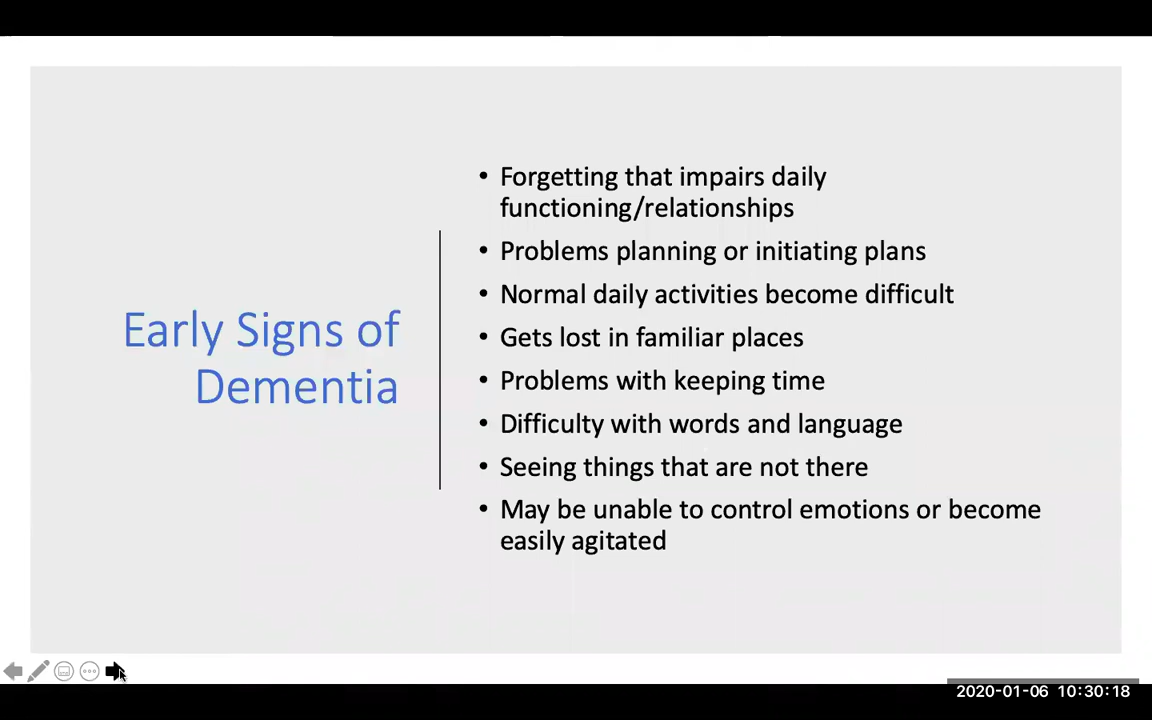 Early Signs of
Dementia
• Forgetting that impairs daily
functioning/relationships
• Problems planning or initiating plans
• Normal daily activities become difficult
• Gets lost in familiar places
• Problems with keeping time
• Difficulty with words and language
• Seeing things that are not there
• May be unable to control emotions or become
easily agitated
2020-01-06 10:30:18